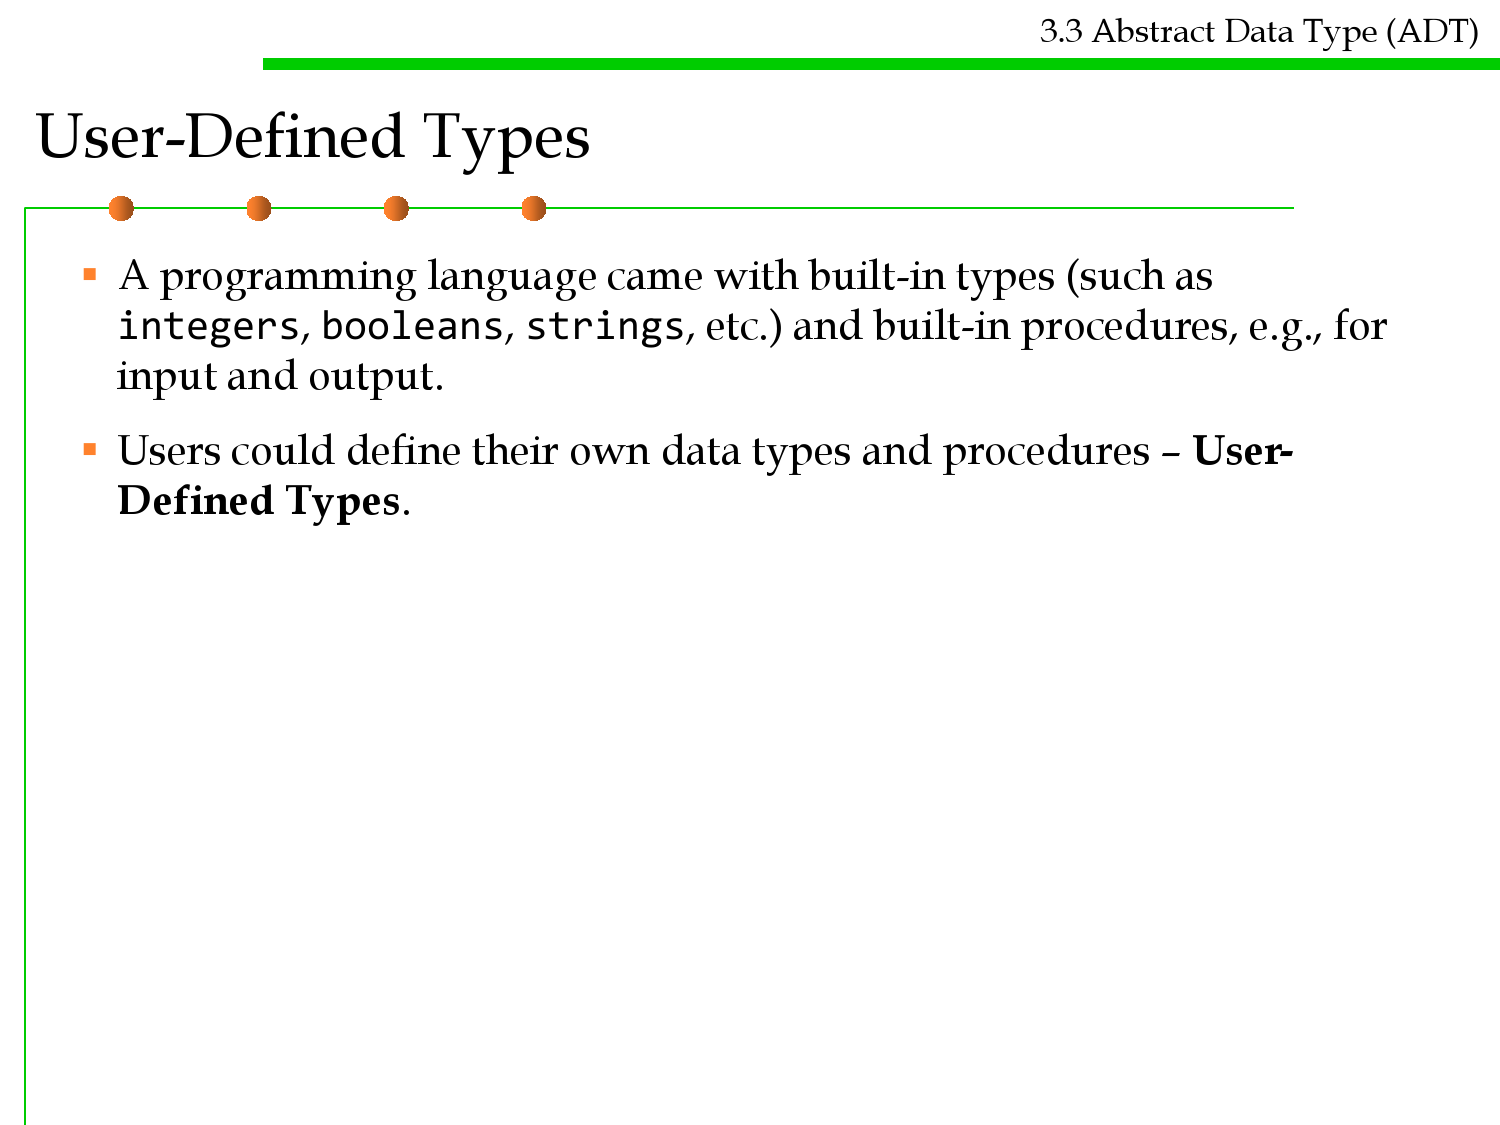 3.3 Abstract Data Type (ADT)
User-Defined Types
▪ A programming language came with built-in types (such as
integers, booleans, strings, etc.) and built-in procedures, e.g., for
input and output.
▪ Users could define their own data types and procedures – User-
Defined Types.